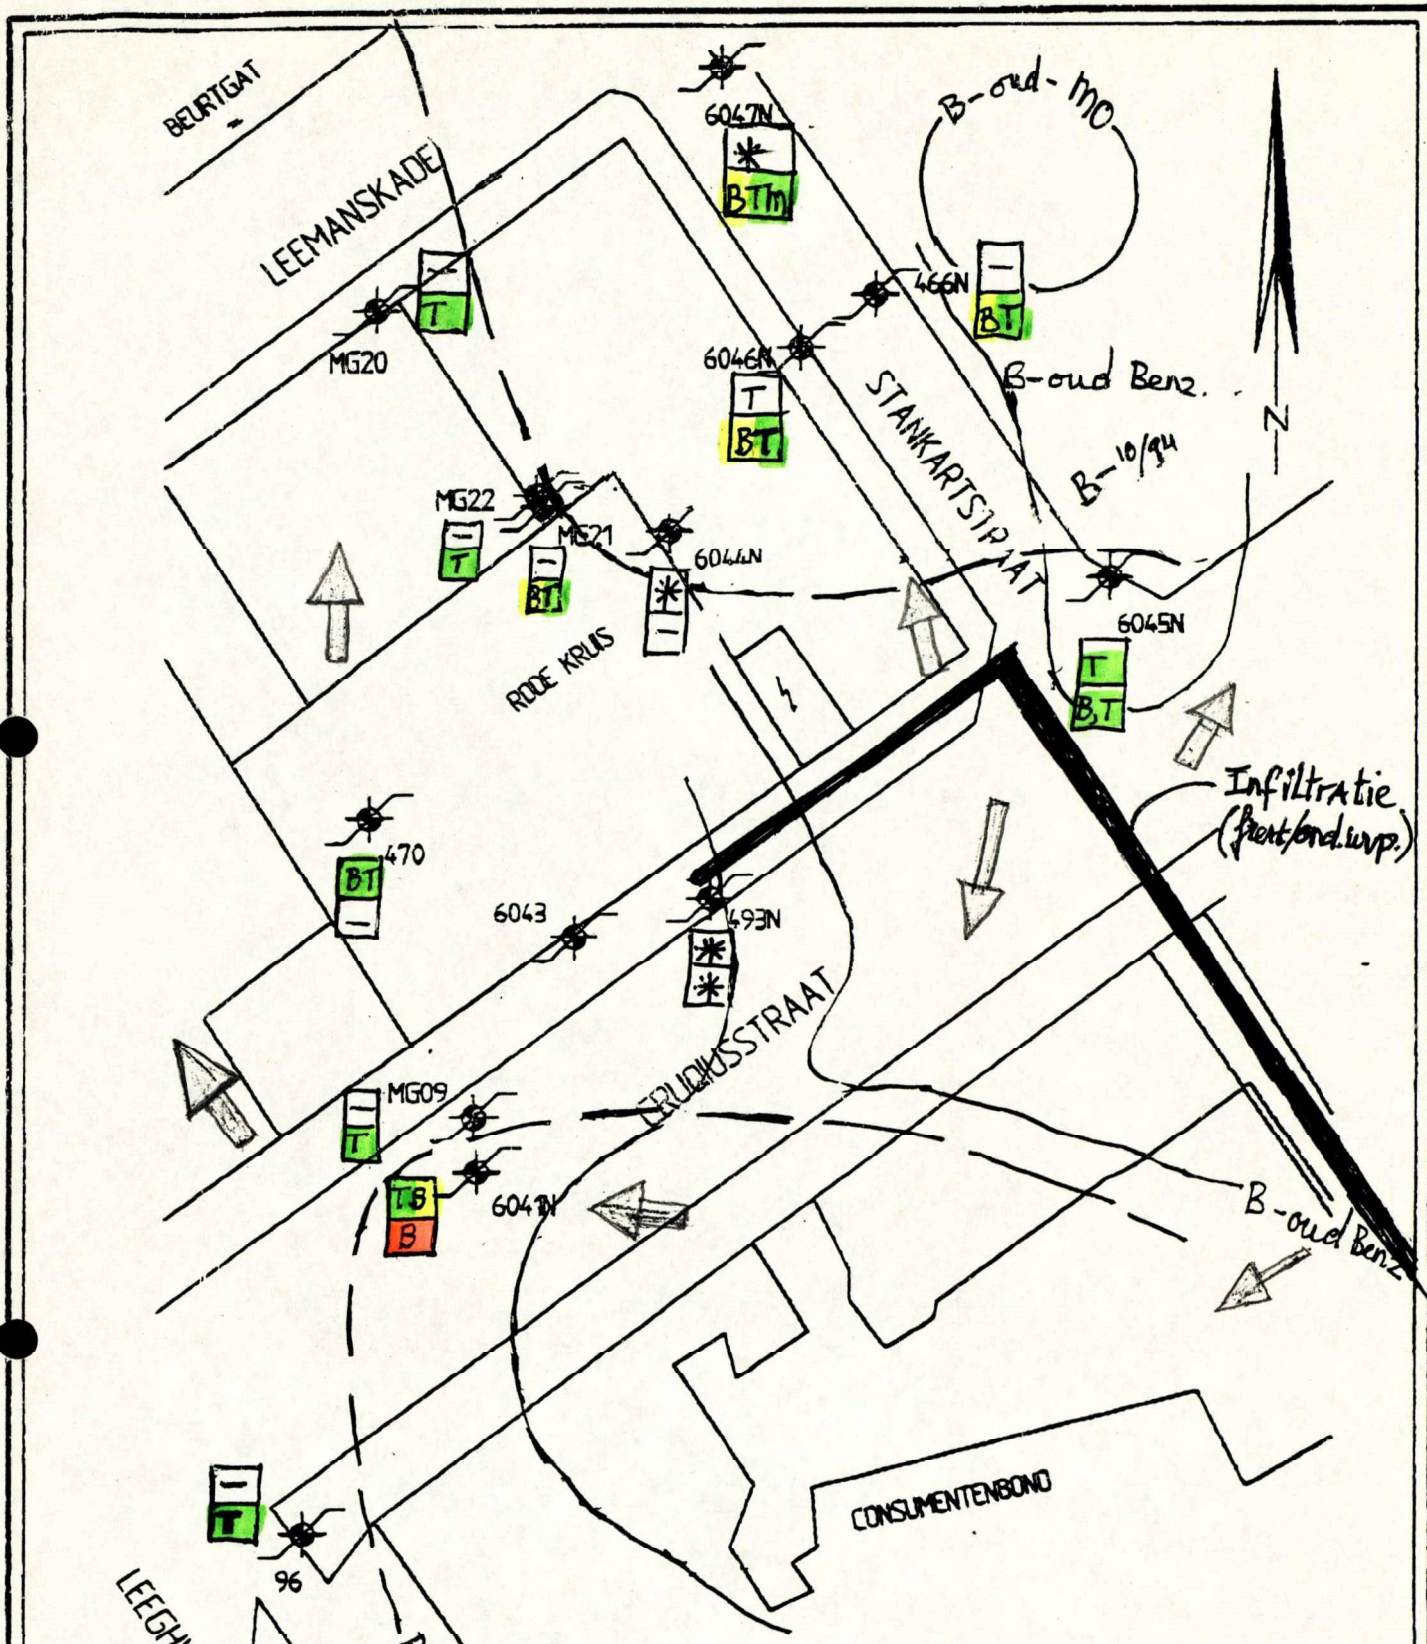 BEURTGAT
6047N
*
BTm
B-oud-MO
LEEMANSKADE
–
T
MG20
466N
–
BT
6046N
T
BT
B-oud Benz.
STANKARTSTRAAT
B-10/94
N
MG22
–
T
MG21
–
BT
6044N
*
–
6045N
T
B,T
RODE KRUIS
Infiltratie
470
BT
–
6043
493N
*
*
CRUQIUSSTRAAT
MG09
–
T
TB
B
6041N
B-oud Benz
CONSUMENTENBOND
–
T
96